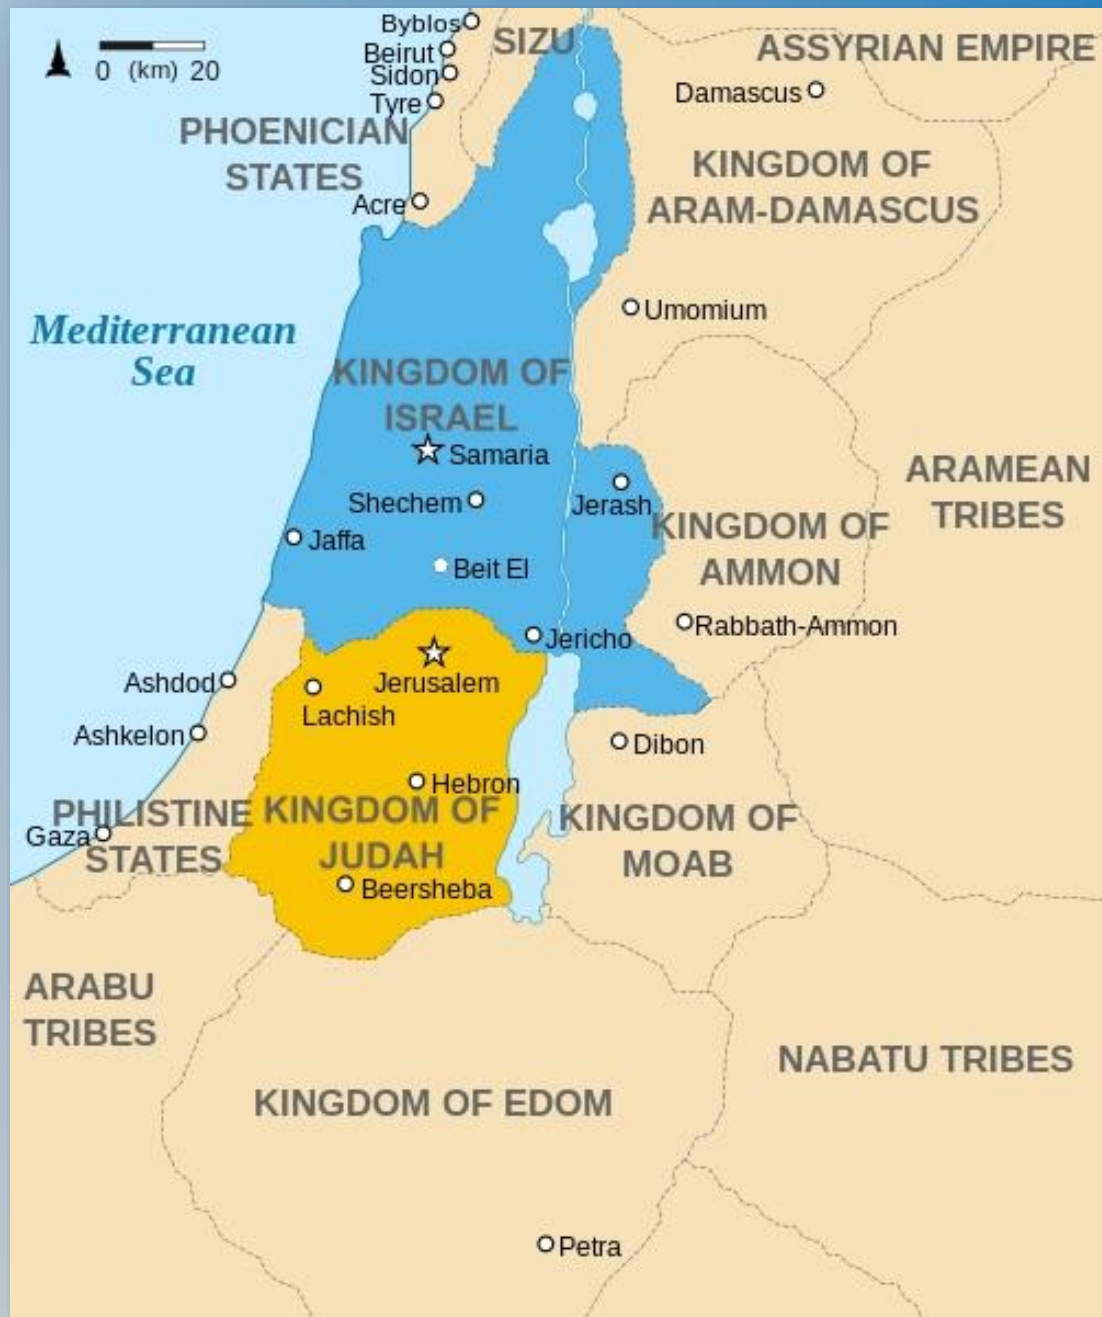 Byblos
SIZU
Beirut
ASSYRIAN EMPIRE
0 (km) 20
Sidon
Damascus
Tyre
PHOENICIAN
STATES
KINGDOM OF
ARAM-DAMASCUS
Acre
Umomium
Mediterranean
Sea
KINGDOM OF
ISRAEL
Samaria
ARAMEAN
TRIBES
Shechem
Jerash
KINGDOM OF
AMMON
Jaffa
Beit El
Rabbath-Ammon
Jericho
Ashdod
Jerusalem
Lachish
Ashkelon
Dibon
Hebron
PHILISTINE
STATES
KINGDOM OF
JUDAH
KINGDOM OF
MOAB
Gaza
Beersheba
ARABU
TRIBES
NABATU TRIBES
KINGDOM OF EDOM
Petra